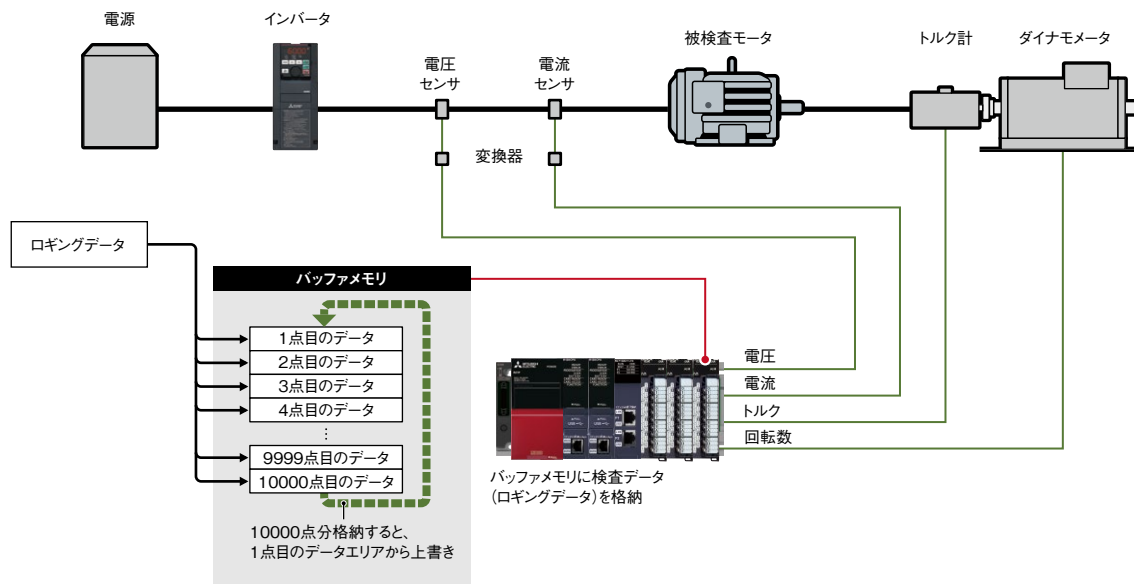 電源
インバータ
電圧
センサ
電流
センサ
被検査モータ
トルク計
ダイナモメータ
変換器
ロギングデータ
バッファメモリ
1点目のデータ
2点目のデータ
3点目のデータ
4点目のデータ
⋮
9999点目のデータ
10000点目のデータ
10000点分格納すると、
1点目のデータエリアから上書き
電圧
電流
トルク
回転数
バッファメモリに検査データ
(ロギングデータ)を格納